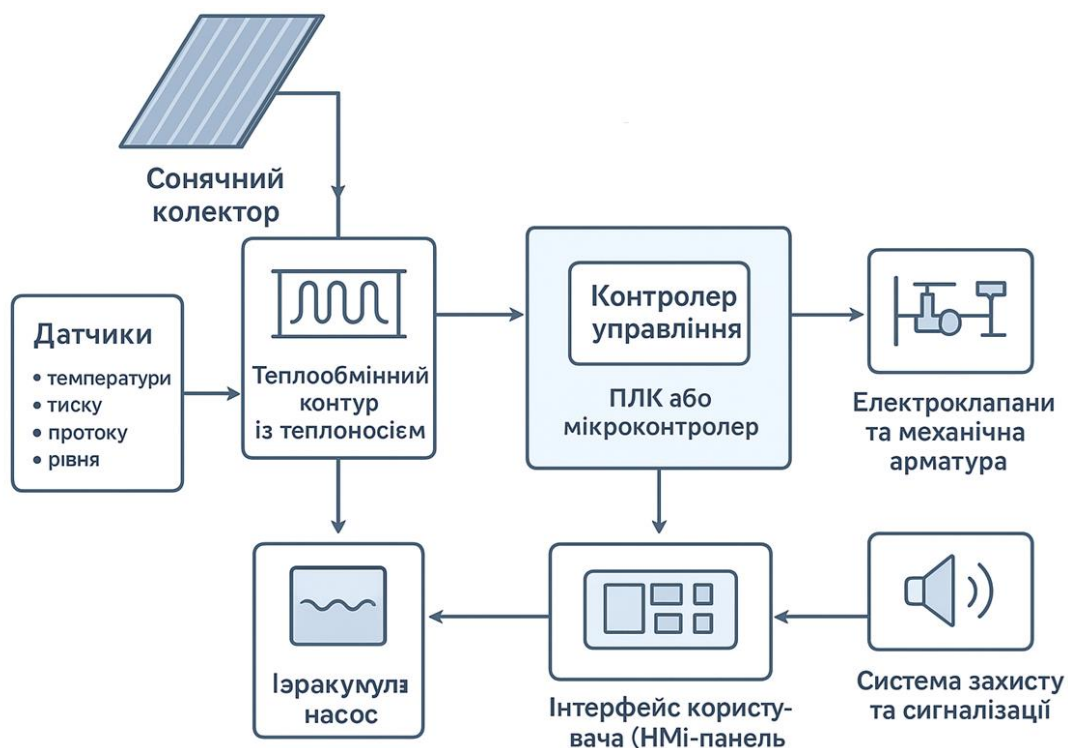 Сонячний
колектор
Датчики
• температури
• тиску
• протоку
• рівня
Теплообмінний
контур
із теплоносієм
Контролер
управління
ПЛК або
мікроконтролер
Електроклапани
та механічна
арматура
насос
Інтерфейс користу-
вача (HMi-панель
Система захисту
та сигналізації